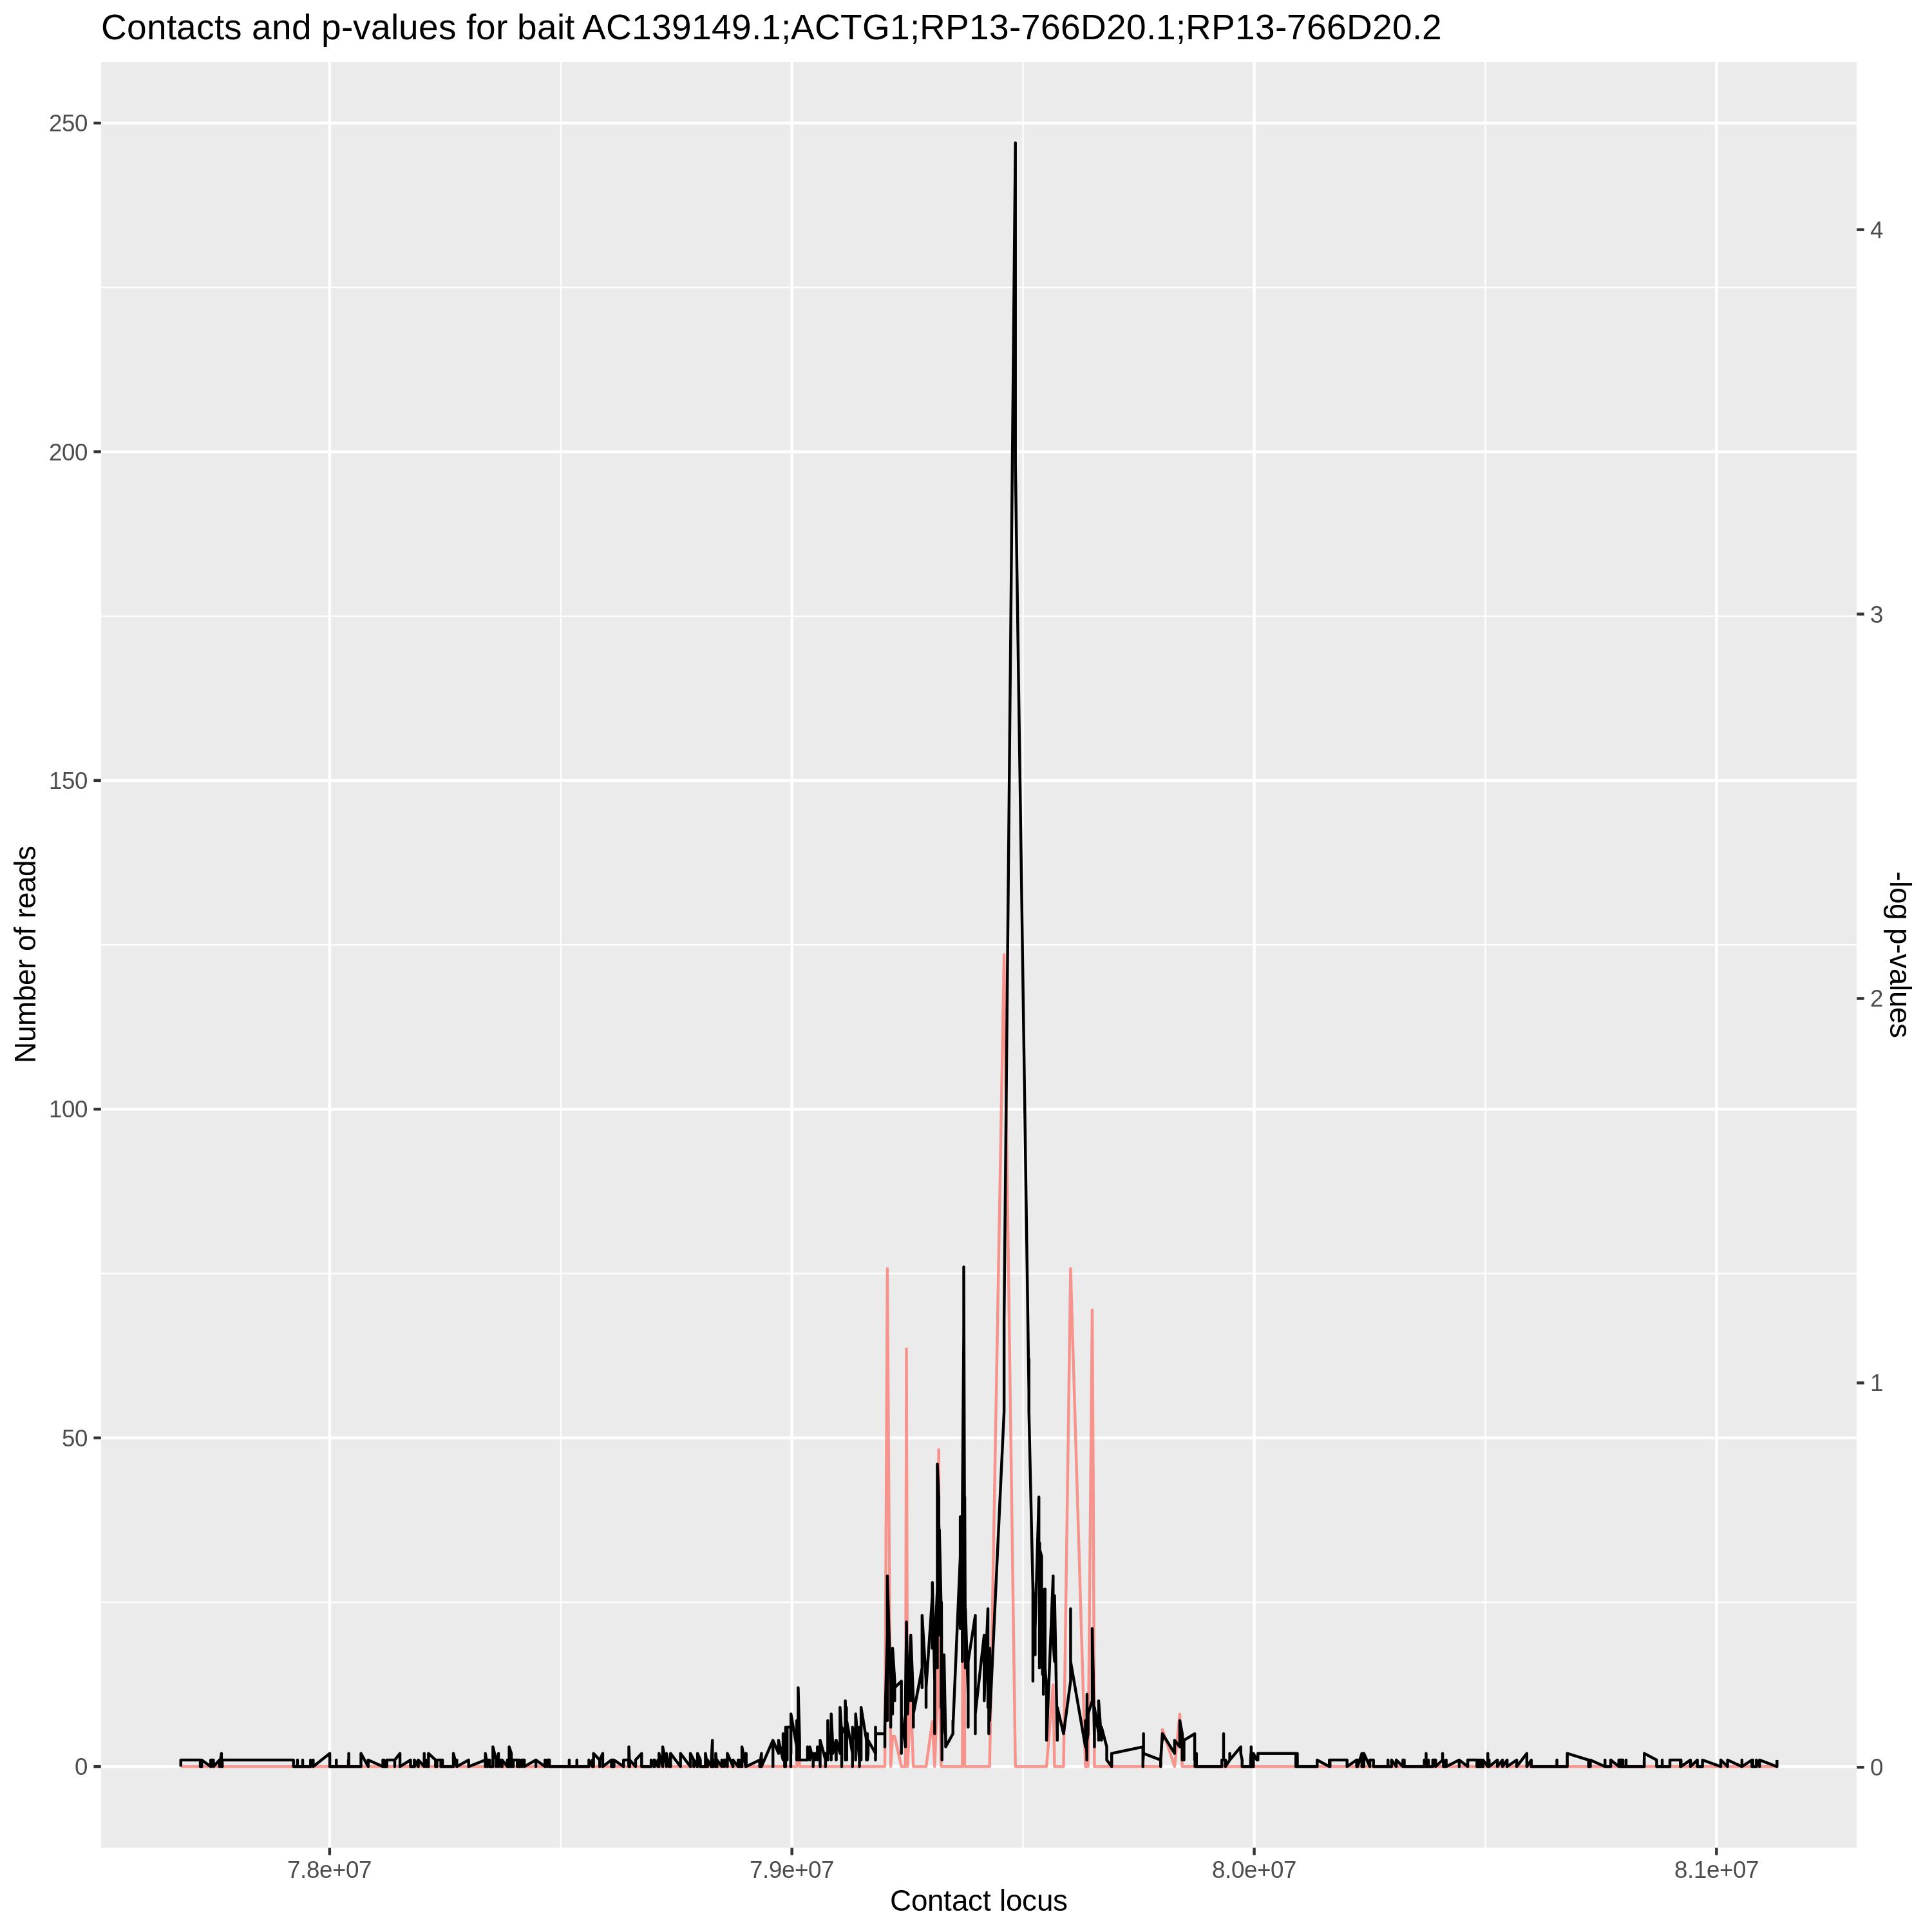 Contacts and p-values for bait AC139149.1;ACTG1;RP13-766D20.1;RP13-766D20.2
250
200
150
100
50
0
Number of reads
4
3
2
1
0
-log p-values
7.8e+07
7.9e+07
8.0e+07
8.1e+07
Contact locus